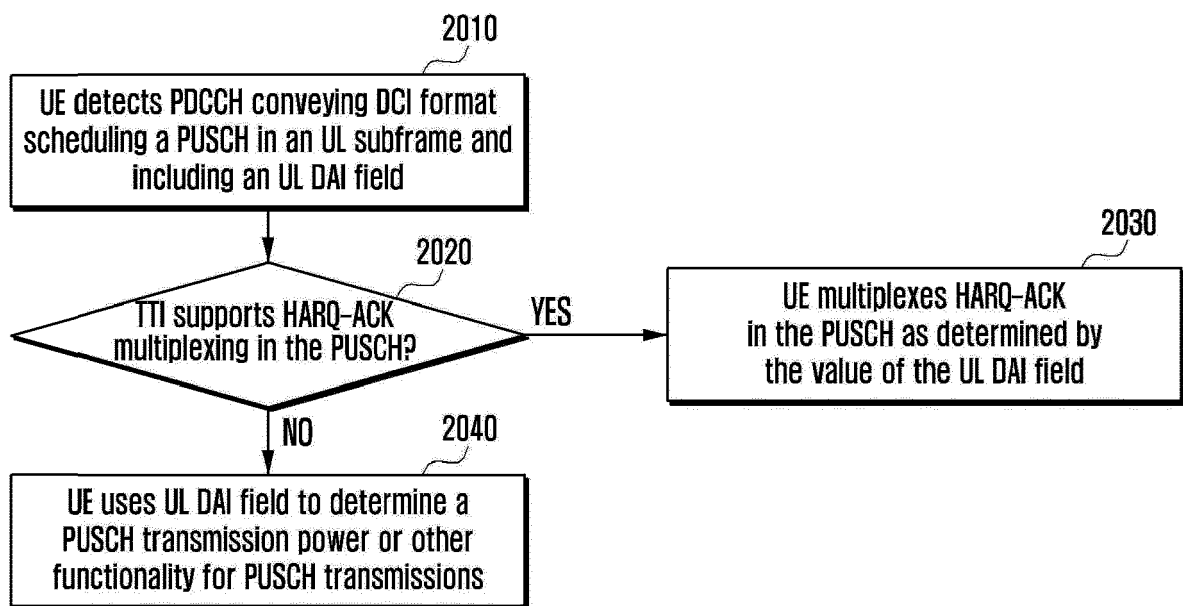 2010
UE detects PDCCH conveying DCI format
scheduling a PUSCH in an UL subframe and
including an UL DAI field
2020
TTI supports HARQ-ACK
multiplexing in the PUSCH?
YES
2030
UE multiplexes HARQ-ACK
in the PUSCH as determined by
the value of the UL DAI field
NO
2040
UE uses UL DAI field to determine a
PUSCH transmission power or other
functionality for PUSCH transmissions